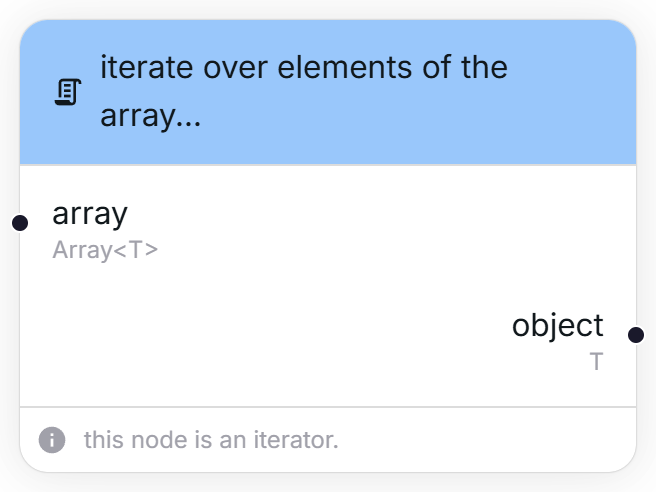 iterate over elements of the
array...
array
Array<T>
object
T
this node is an iterator.